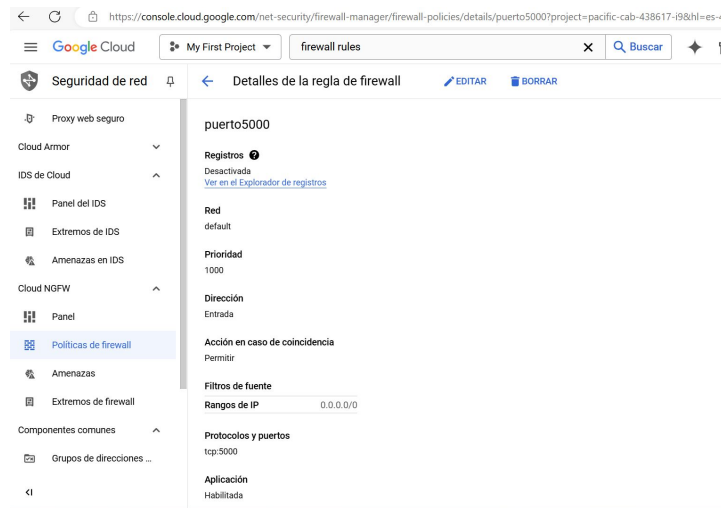 https://console.cloud.google.com/net-security/firewall-manager/firewall-policies/details/puerto5000?project=pacific-cab-438617-i9&hl=es-4
Google Cloud
My First Project
firewall rules
Buscar
Seguridad de red
Detalles de la regla de firewall
EDITAR
BORRAR
Proxy web seguro
Cloud Armor
IDS de Cloud
Panel del IDS
Extremos de IDS
Amenazas en IDS
Cloud NGFW
Panel
Políticas de firewall
Amenazas
Extremos de firewall
Componentes comunes
Grupos de direcciones ...
puerto5000
Registros
Desactivada
Ver en el Explorador de registros
Red
default
Prioridad
1000
Dirección
Entrada
Acción en caso de coincidencia
Permitir
Filtros de fuente
Rangos de IP 0.0.0.0/0
Protocolos y puertos
tcp:5000
Aplicación
Habilitada